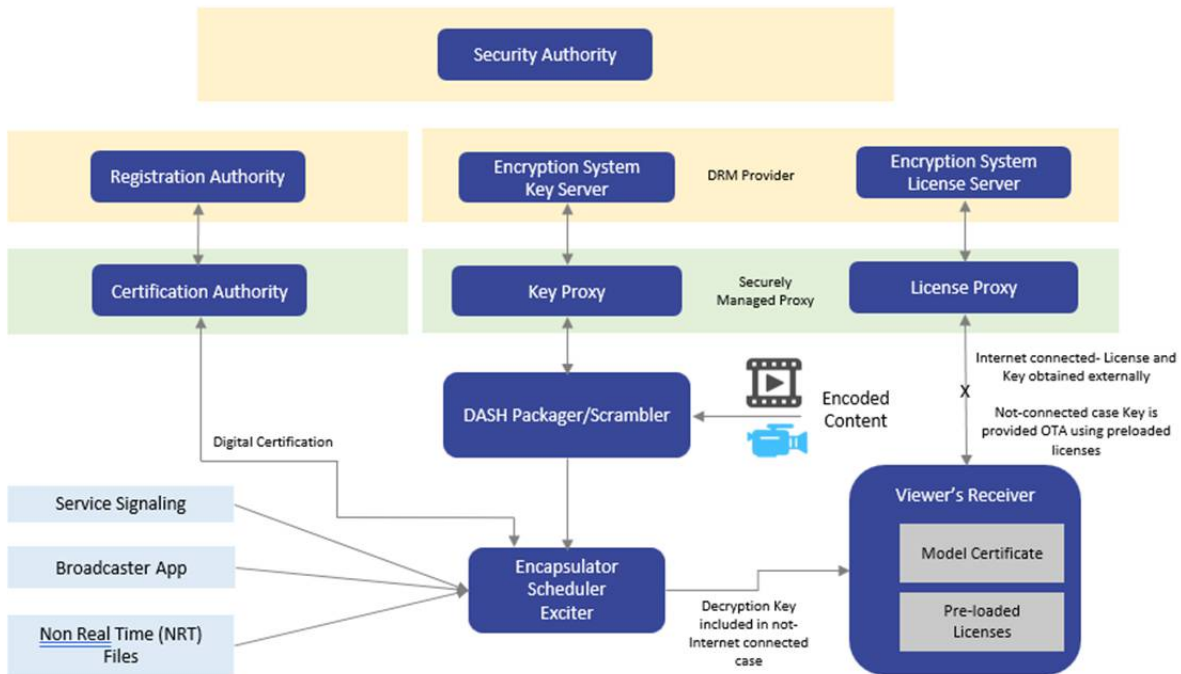 Security Authority
Registration Authority
Encryption System
Key Server
DRM Provider
Encryption System
License Server
Certification Authority
Key Proxy
Securely
Managed Proxy
License Proxy
Internet connected- License and
Key obtained externally
X
Not-connected case Key is
provided OTA using preloaded
licenses
DASH Packager/Scrambler
Encoded
Content
Digital Certification
Service Signaling
Broadcaster App
Non Real Time (NRT)
Files
Encapsulator
Scheduler
Exciter
Decryption Key
included in not-
Internet connected
case
Viewer's Receiver
Model Certificate
Pre-loaded
Licenses